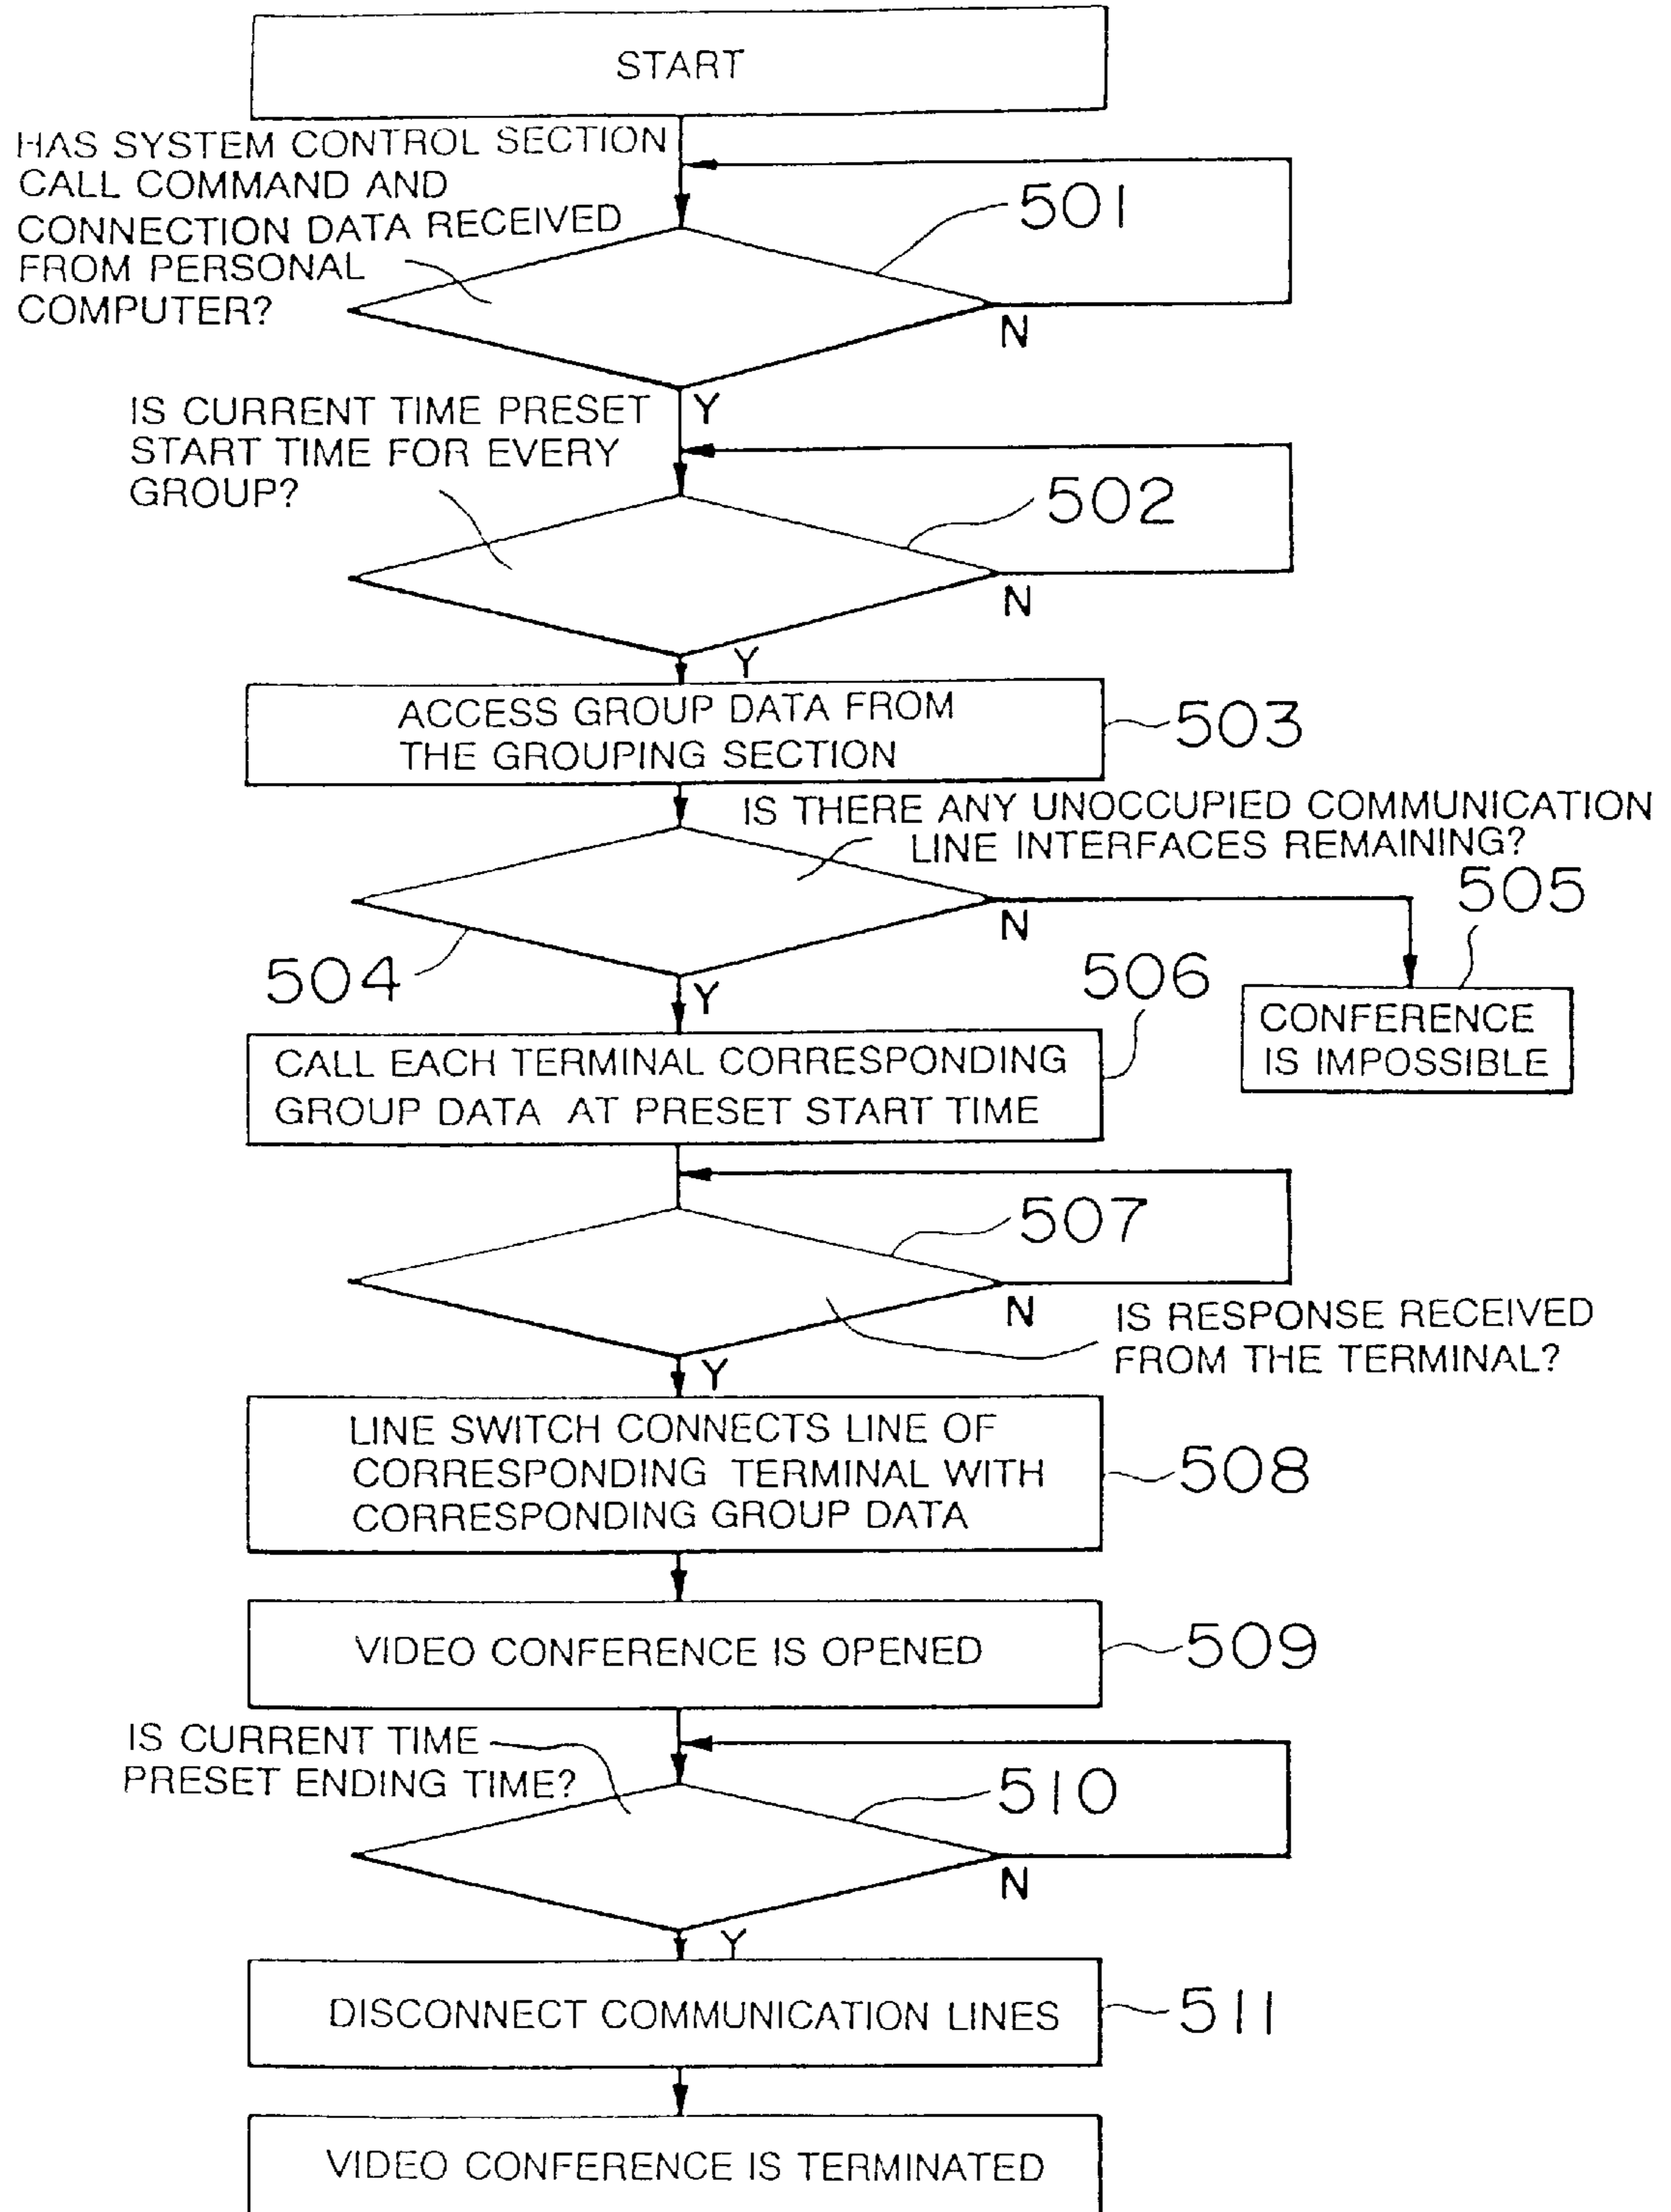 START
HAS SYSTEM CONTROL SECTION
CALL COMMAND AND
CONNECTION DATA RECEIVED
FROM PERSONAL
COMPUTER?
501
N
Y
IS CURRENT TIME PRESET
START TIME FOR EVERY
GROUP?
502
N
Y
ACCESS GROUP DATA FROM
THE GROUPING SECTION
503
IS THERE ANY UNOCCUPIED COMMUNICATION
LINE INTERFACES REMAINING?
504
N
505
Y
CONFERENCE
IS IMPOSSIBLE
506
CALL EACH TERMINAL CORRESPONDING
GROUP DATA AT PRESET START TIME
507
N
IS RESPONSE RECEIVED
FROM THE TERMINAL?
Y
LINE SWITCH CONNECTS LINE OF
CORRESPONDING TERMINAL WITH
CORRESPONDING GROUP DATA
508
VIDEO CONFERENCE IS OPENED
509
IS CURRENT TIME
PRESET ENDING TIME?
510
N
Y
DISCONNECT COMMUNICATION LINES
511
VIDEO CONFERENCE IS TERMINATED